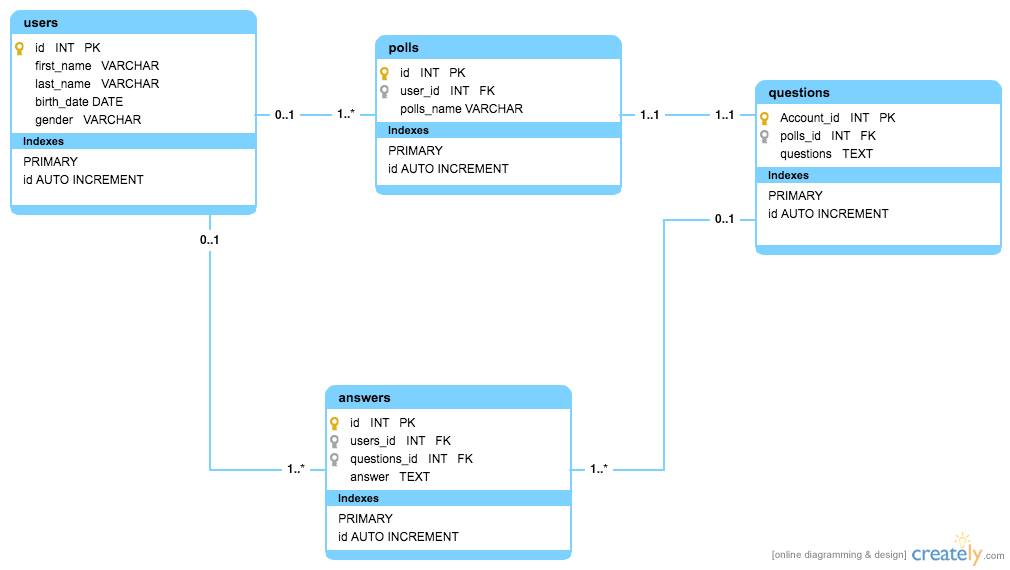 users
id INT PK
first_name VARCHAR
last_name VARCHAR
birth_date DATE
gender VARCHAR
Indexes
PRIMARY
id AUTO INCREMENT
0..1
1..*
polls
id INT PK
user_id INT FK
polls_name VARCHAR
Indexes
PRIMARY
id AUTO INCREMENT
1..1
1..1
questions
Account_id INT PK
polls_id INT FK
questions TEXT
Indexes
PRIMARY
id AUTO INCREMENT
0..1
0..1
1..*
answers
id INT PK
users_id INT FK
questions_id INT FK
answer TEXT
Indexes
PRIMARY
id AUTO INCREMENT
1..*
[online diagramming & design] creately.com